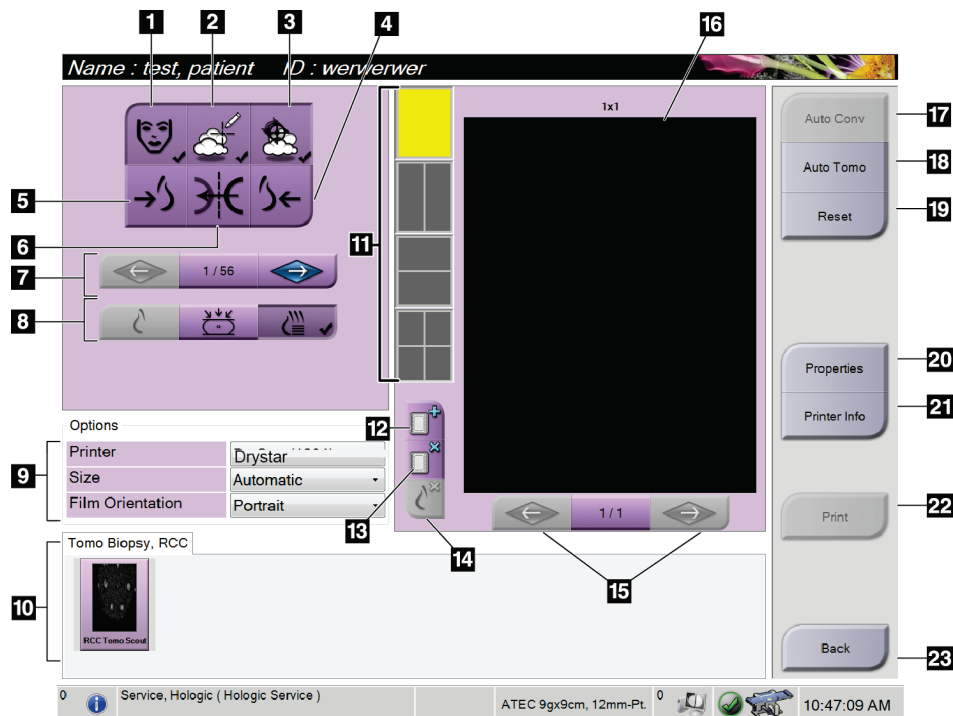 1
2
3
4
16
Name : test, patient ID : werwerwer
1x1
Auto Conv
17
Auto Tomo
18
5
Reset
19
6
11
7
1 / 56
8
20
Properties
21
Printer Info
Options
12
Printer
Drystar
9
Size
Automatic
Film Orientation
Portrait
13
1 / 1
Print
22
14
Tomo Biopsy, RCC
15
10
RCC Tomo Scout
Back
23
0
Service, Hologic ( Hologic Service )
ATEC 9gx9cm, 12mm-Pt.
0
10:47:09 AM